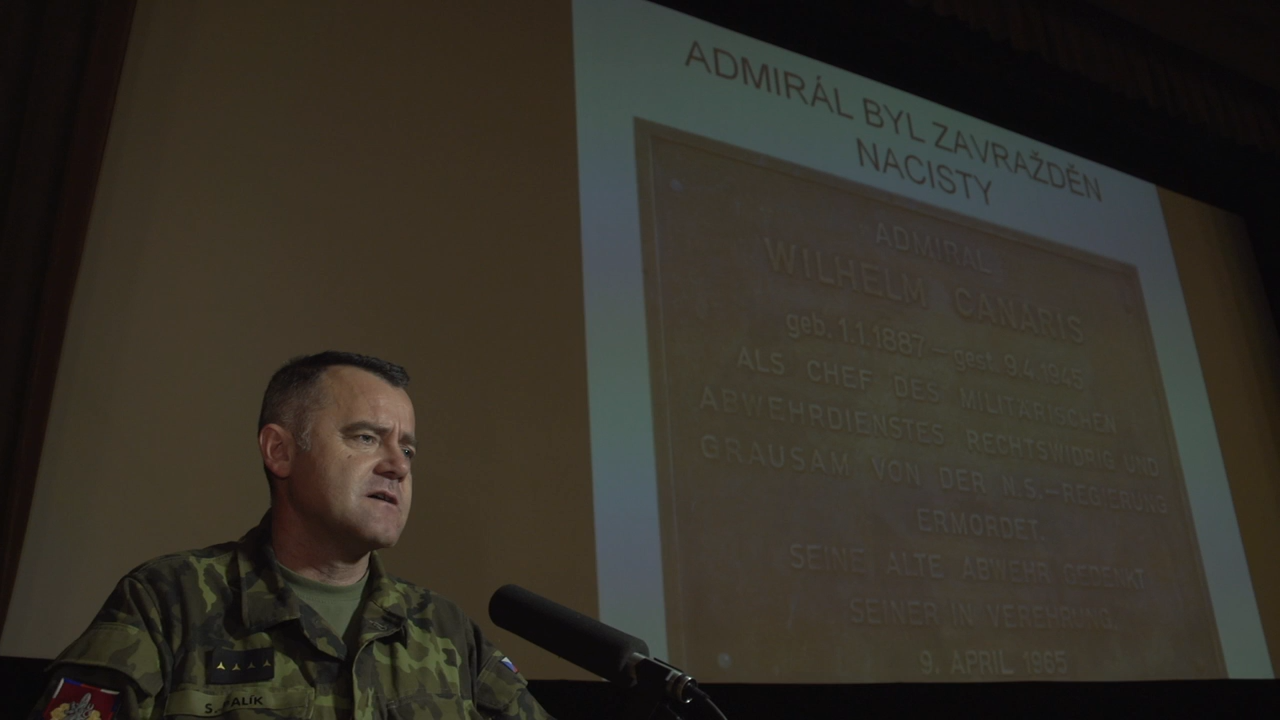 ADMIRÁL BYL ZAVRAŽDĚN
NACISTY
ADMIRAL
WILHELM CANARIS
geb. 1.1.1887 – gest. 9.4.1945
ALS CHEF DES MILITÄRISCHEN
ABWEHRDIENSTES RECHTSWIDRIG UND
GRAUSAM VON DER N.S.–REGIERUNG
ERMORDET.
SEINE ALTE ABWEHR GEDENKT
SEINER IN VEREHRUNG.
9. APRIL 1965